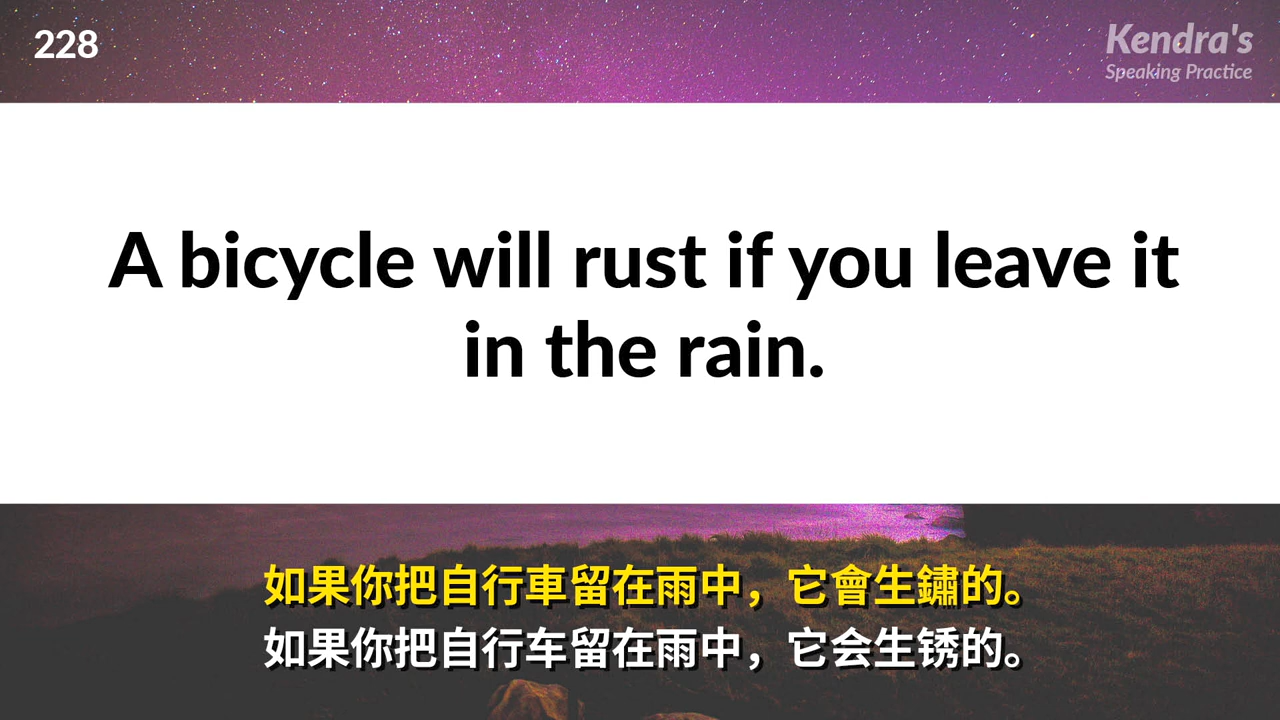 228
Kendra's
Speaking Practice
A bicycle will rust if you leave it
in the rain.
如果你把自行車留在雨中，它會生鏽的。
如果你把自行车留在雨中，它会生锈的。